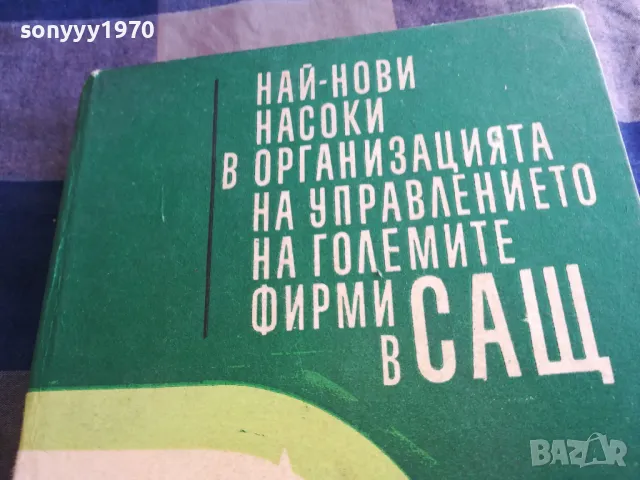 sonyyy1970
НАЙ-НОВИ
НАСОКИ
В ОРГАНИЗАЦИЯТА
НА УПРАВЛЕНИЕТО
НА ГОЛЕМИТЕ
ФИРМИ
В САЩ
BAZAR